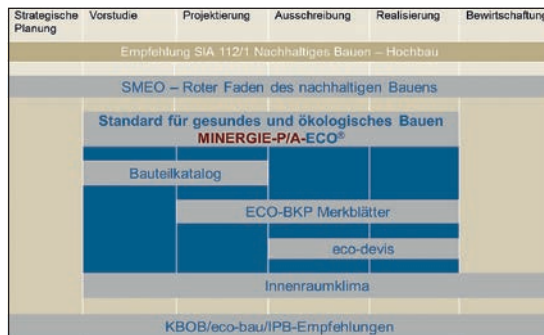 Strategische Planung Vorstudie Projektierung Ausschreibung Realisierung Bewirtschaftung
Empfehlung SIA 112/1 Nachhaltiges Bauen – Hochbau
SMEO – Roter Faden des nachhaltigen Bauens
Standard für gesundes und ökologisches Bauen
MINERGIE-P/A-ECO®
Bauteilkatalog
ECO-BKP Merkblätter
eco-devis
Innenraumklima
KBOB/eco-bau/IPB-Empfehlungen